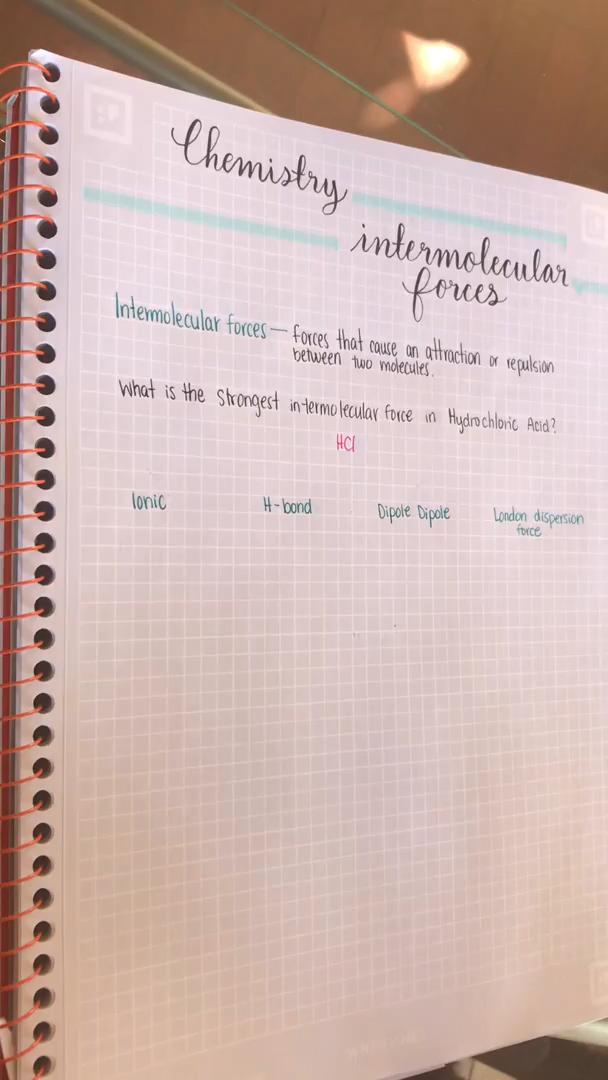 Chemistry
intermolecular
forces
Intermolecular forces — forces that cause an attraction or repulsion
between two molecules.
What is the strongest intermolecular force in Hydrochloric Acid?
HCl
Ionic H-bond Dipole Dipole London dispersion
force